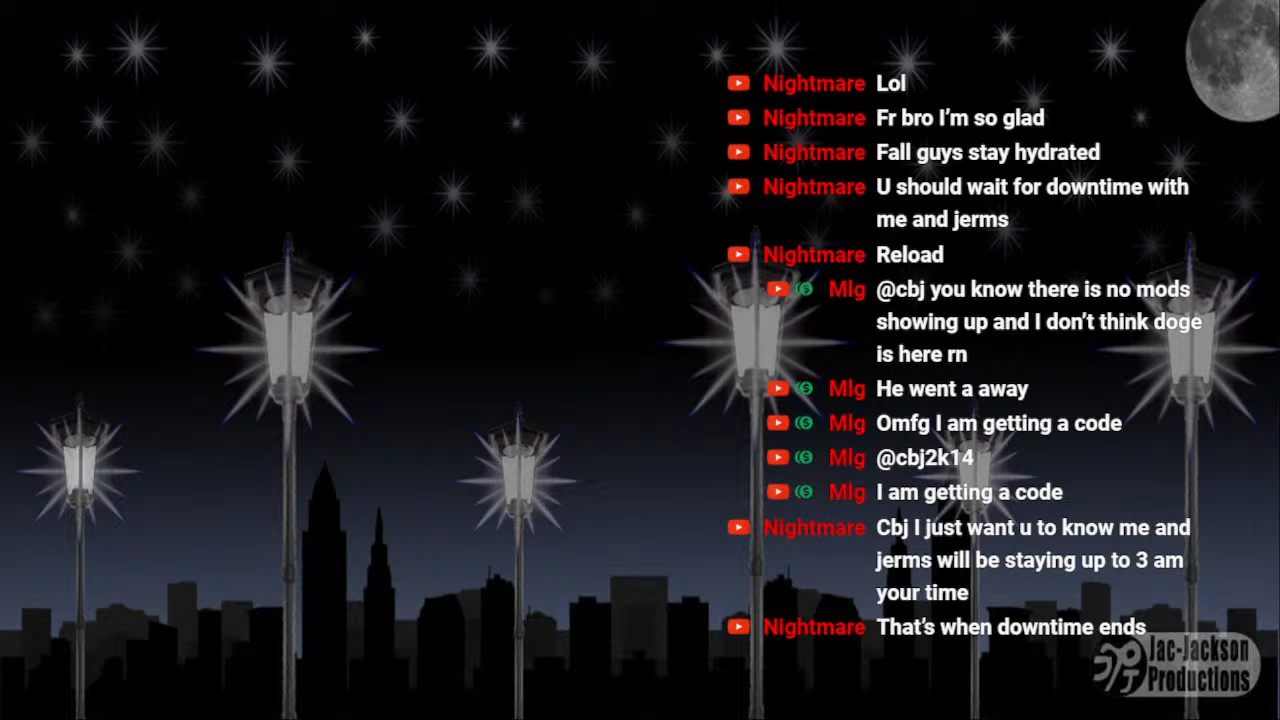 Nightmare Lol
Nightmare Fr bro I’m so glad
Nightmare Fall guys stay hydrated
Nightmare U should wait for downtime with
me and jerms
Nightmare Reload
Mlg @cbj you know there is no mods
showing up and I don’t think doge
is here rn
Mlg He went a away
Mlg Omfg I am getting a code
Mlg @cbj2k14
Mlg I am getting a code
Nightmare Cbj I just want u to know me and
jerms will be staying up to 3 am
your time
Nightmare That’s when downtime ends
Jac-Jackson
Productions